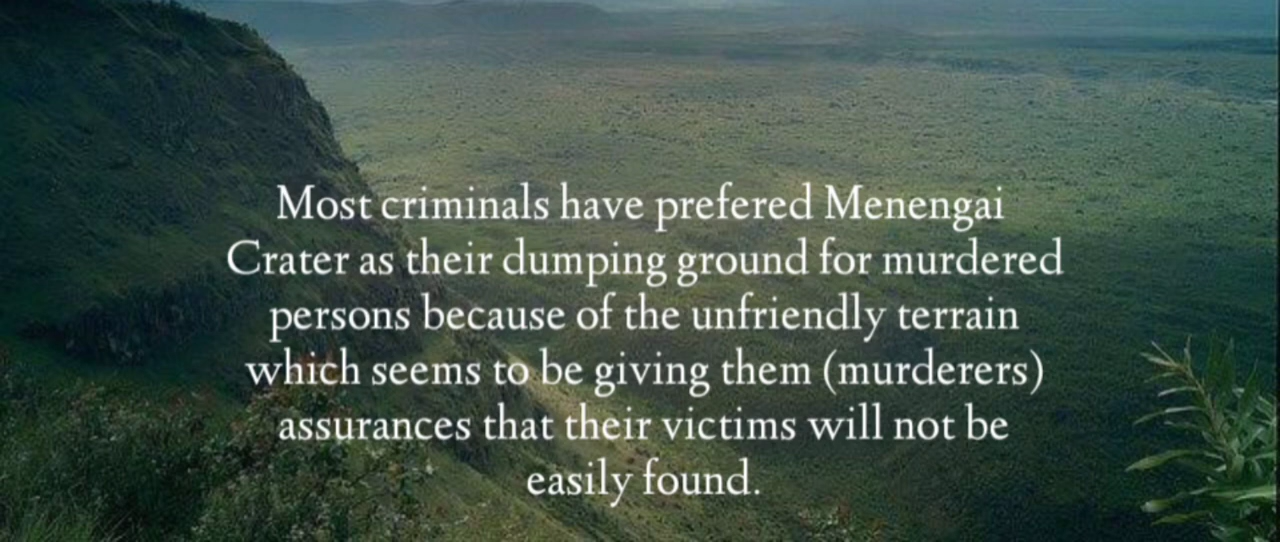 Most criminals have prefered Menengai
Crater as their dumping ground for murdered
persons because of the unfriendly terrain
which seems to be giving them (murderers)
assurances that their victims will not be
easily found.